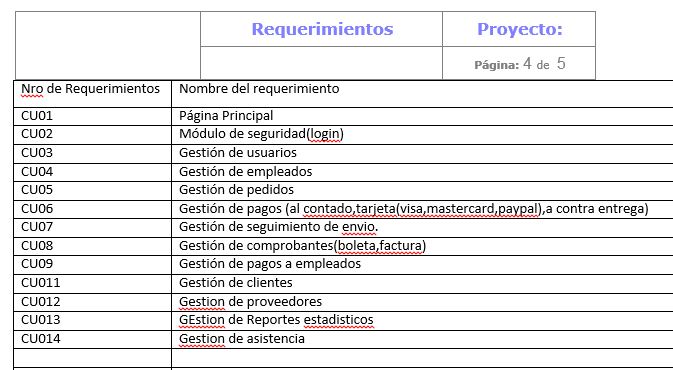 Requerimientos Proyecto:
Página: 4 de 5
Nro de Requerimientos Nombre del requerimiento
CU01 Página Principal
CU02 Módulo de seguridad(login)
CU03 Gestión de usuarios
CU04 Gestión de empleados
CU05 Gestión de pedidos
CU06 Gestión de pagos (al contado,tarjeta(visa,mastercard,paypal),a contra entrega)
CU07 Gestión de seguimiento de envio.
CU08 Gestión de comprobantes(boleta,factura)
CU09 Gestión de pagos a empleados
CU011 Gestión de clientes
CU012 Gestion de proveedores
CU013 GEstion de Reportes estadisticos
CU014 Gestion de asistencia